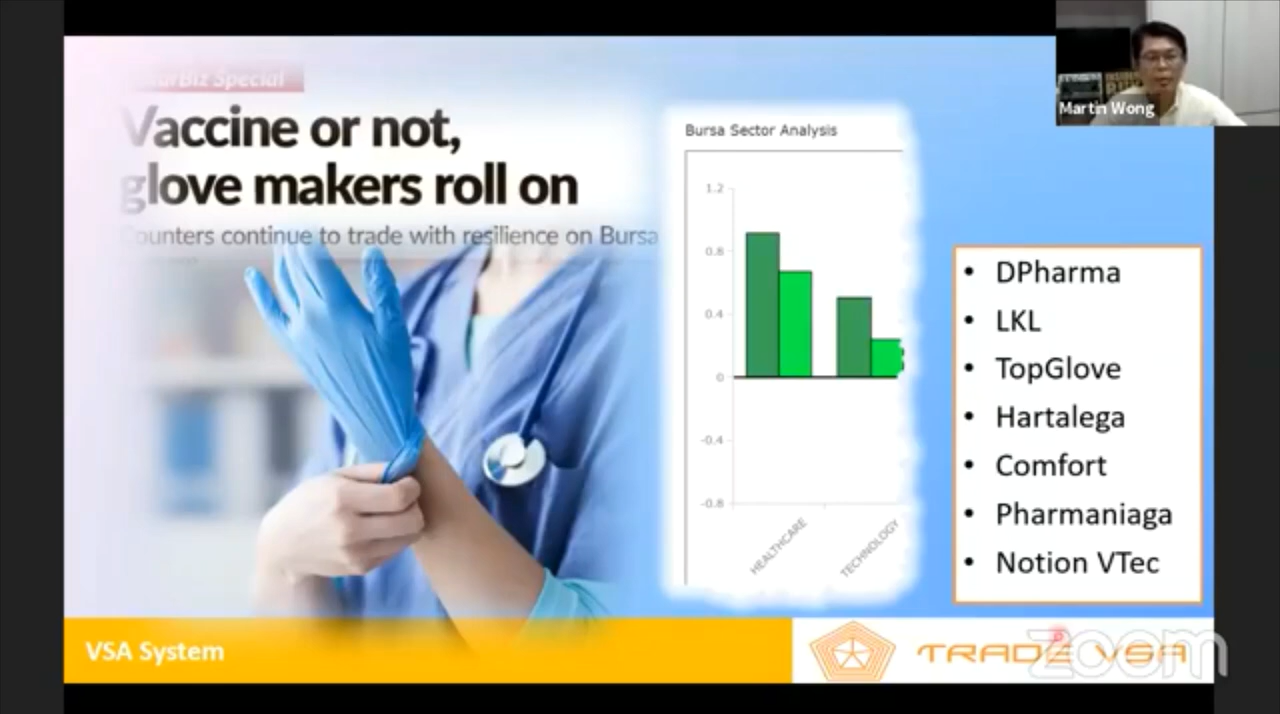 Special
Vaccine or not,
glove makers roll on
Counters continue to trade with resilience on Bursa
Martin Wong
Bursa Sector Analysis
1.2
0.8
0.4
0
-0.4
-0.8
HEALTHCARE
TECHNOLOGY
• DPharma
• LKL
• TopGlove
• Hartalega
• Comfort
• Pharmaniaga
• Notion VTec
VSA System
TRADE VSA
zoom